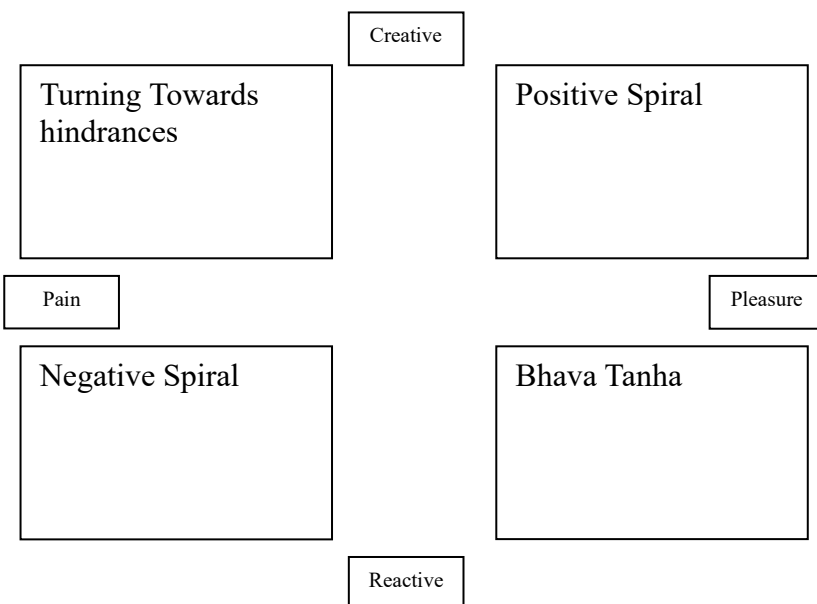 Creative
Turning Towards
hindrances
Positive Spiral
Pain
Pleasure
Negative Spiral
Bhava Tanha
Reactive